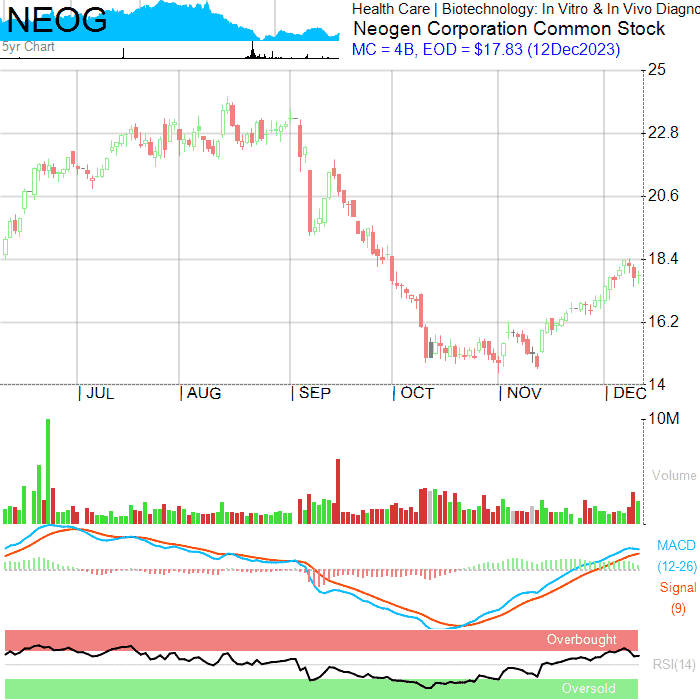 NEOG
5yr Chart
Health Care | Biotechnology: In Vitro & In Vivo Diagno
Neogen Corporation Common Stock
MC = 4B, EOD = $17.83 (12Dec2023)
25
22.8
20.6
18.4
16.2
14
JUL AUG SEP OCT NOV DEC
10M
Volume
MACD
(12-26)
Signal
(9)
Overbought
RSI(14)
Oversold